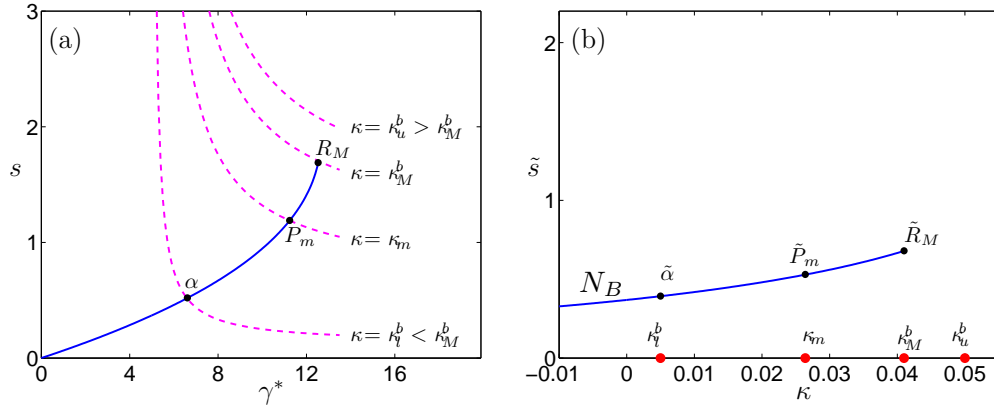 (a)
3
2
1
0
s
0 4 8 12 16
γ*
κ = κ_u^b > κ_M^b
R_M
κ = κ_M^b
P_m
κ = κ_m
α
κ = κ_l^b < κ_M^b
(b)
2
1
0
s̃
N_B
α̃
P̃_m
R̃_M
κ_l^b κ_m κ_M^b κ_u^b
-0.01 0 0.01 0.02 0.03 0.04 0.05
κ